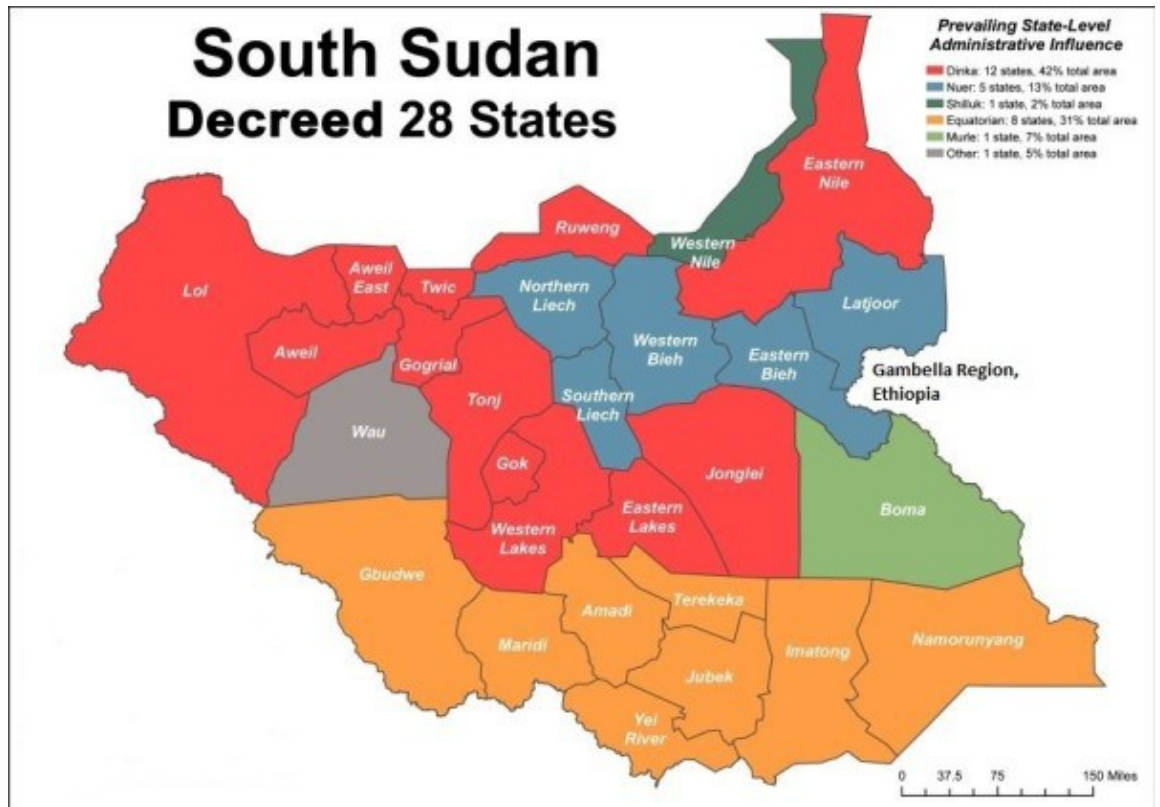 South Sudan
Decreed 28 States
Prevailing State-Level
Administrative Influence
Dinka: 12 states, 42% total area
Nuer: 5 states, 13% total area
Shilluk: 1 state, 2% total area
Equatorian: 8 states, 31% total area
Murle: 1 state, 7% total area
Other: 1 state, 5% total area
Eastern
Nile
Ruweng
Western
Nile
Aweil
East
Twic
Lol
Northern
Liech
Latjoor
Western
Bieh
Eastern
Bieh
Aweil
Gogrial
Gambella Region,
Ethiopia
Tonj
Southern
Liech
Wau
Gok
Jonglei
Eastern
Lakes
Boma
Western
Lakes
Gbudwe
Terekeka
Amadi
Maridi
Imatong
Namorunyang
Jubek
Yei
River
0 37.5 75 150 Miles